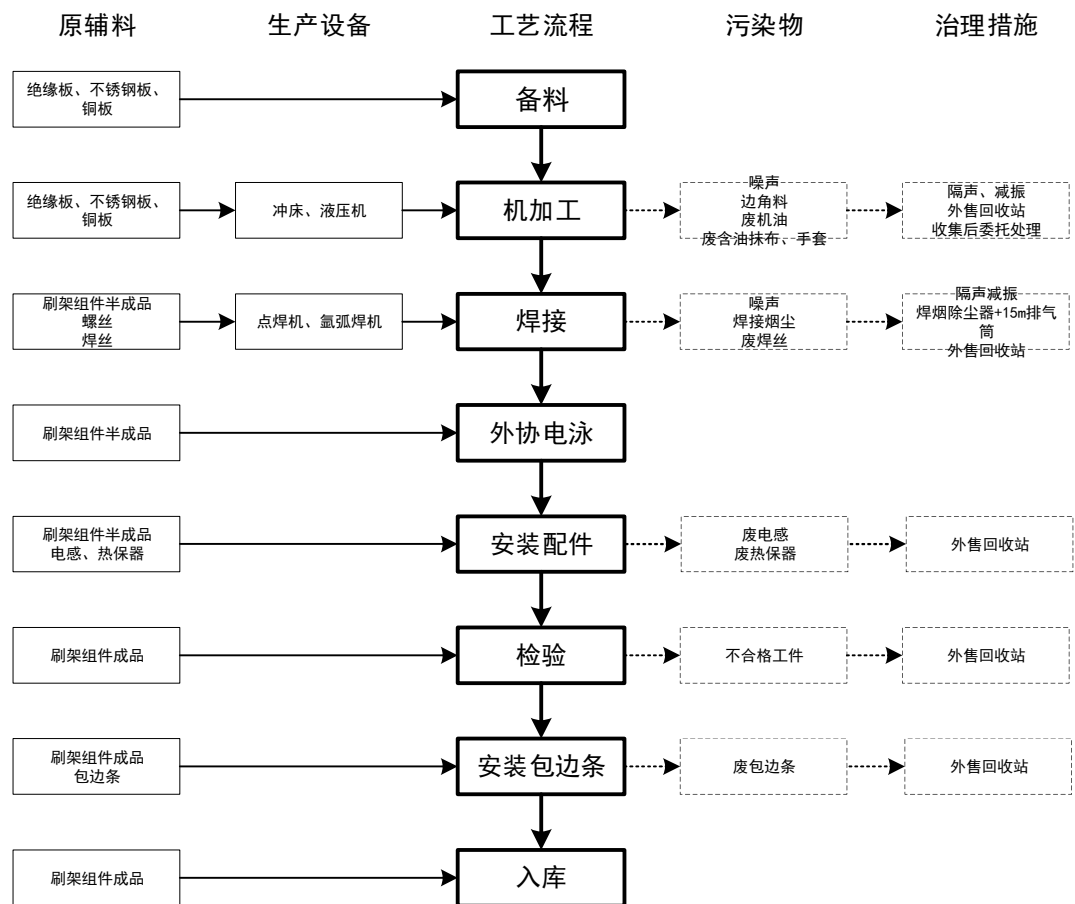 原辅料 生产设备 工艺流程 污染物 治理措施
绝缘板、不锈钢板、
铜板
备料
绝缘板、不锈钢板、
铜板
冲床、液压机
机加工
噪声
边角料
废机油
废含油抹布、手套
隔声、减振
外售回收站
收集后委托处理
刷架组件半成品
螺丝
焊丝
点焊机、氩弧焊机
焊接
噪声
焊接烟尘
废焊丝
隔声减振
焊烟除尘器+15m排气
筒
外售回收站
刷架组件半成品
外协电泳
刷架组件半成品
电感、热保器
安装配件
废电感
废热保器
外售回收站
刷架组件成品
检验
不合格工件
外售回收站
刷架组件成品
包边条
安装包边条
废包边条
外售回收站
刷架组件成品
入库